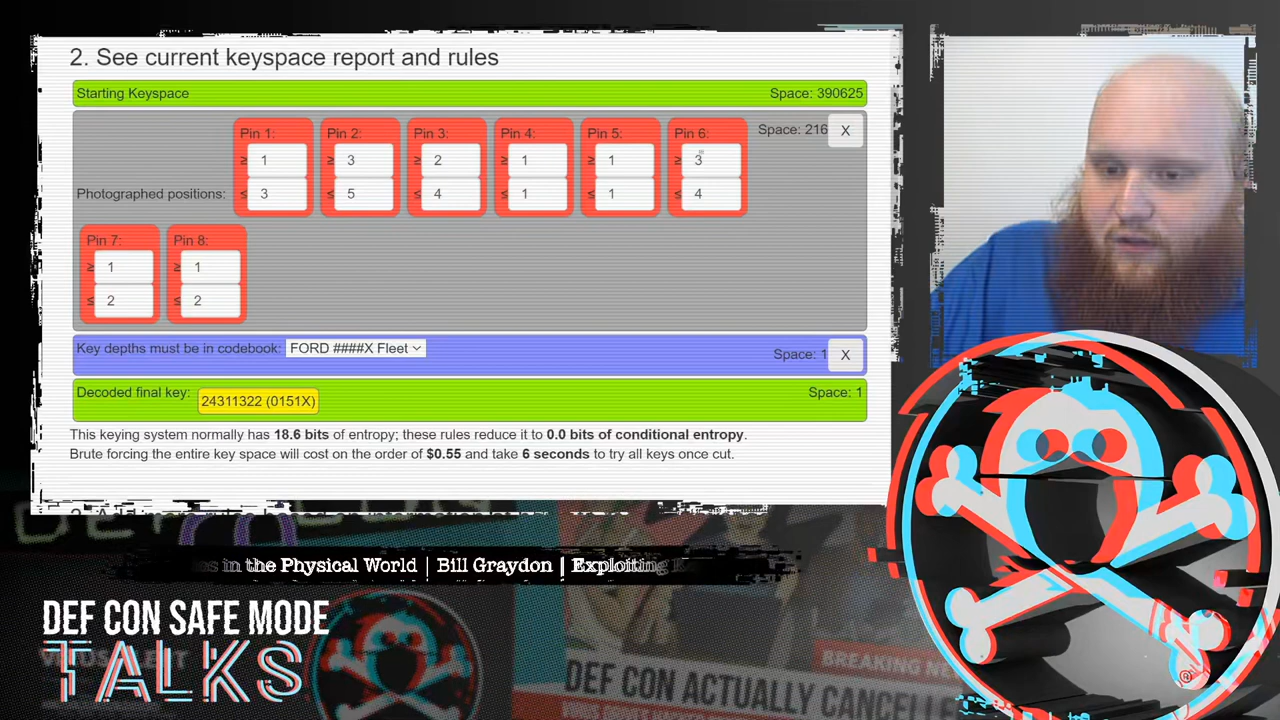 2. See current keyspace report and rules
Starting Keyspace Space: 390625
Pin 1: Pin 2: Pin 3: Pin 4: Pin 5: Pin 6: Space: 216 X
≥ 1 ≥ 3 ≥ 2 ≥ 1 ≥ 1 ≥ 3
Photographed positions: ≤ 3 ≤ 5 ≤ 4 ≤ 1 ≤ 1 ≤ 4
Pin 7: Pin 8:
≥ 1 ≥ 1
≤ 2 ≤ 2
Key depths must be in codebook: FORD ####X Fleet Space: 1 X
Decoded final key: 24311322 (0151X) Space: 1
This keying system normally has 18.6 bits of entropy; these rules reduce it to 0.0 bits of conditional entropy.
Brute forcing the entire key space will cost on the order of $0.55 and take 6 seconds to try all keys once cut.
es in the Physical World | Bill Graydon | Exploiting
DEF CON SAFE MODE
TALKS
BREAKING NE
DEF CON ACTUALLY CANCELLE
®